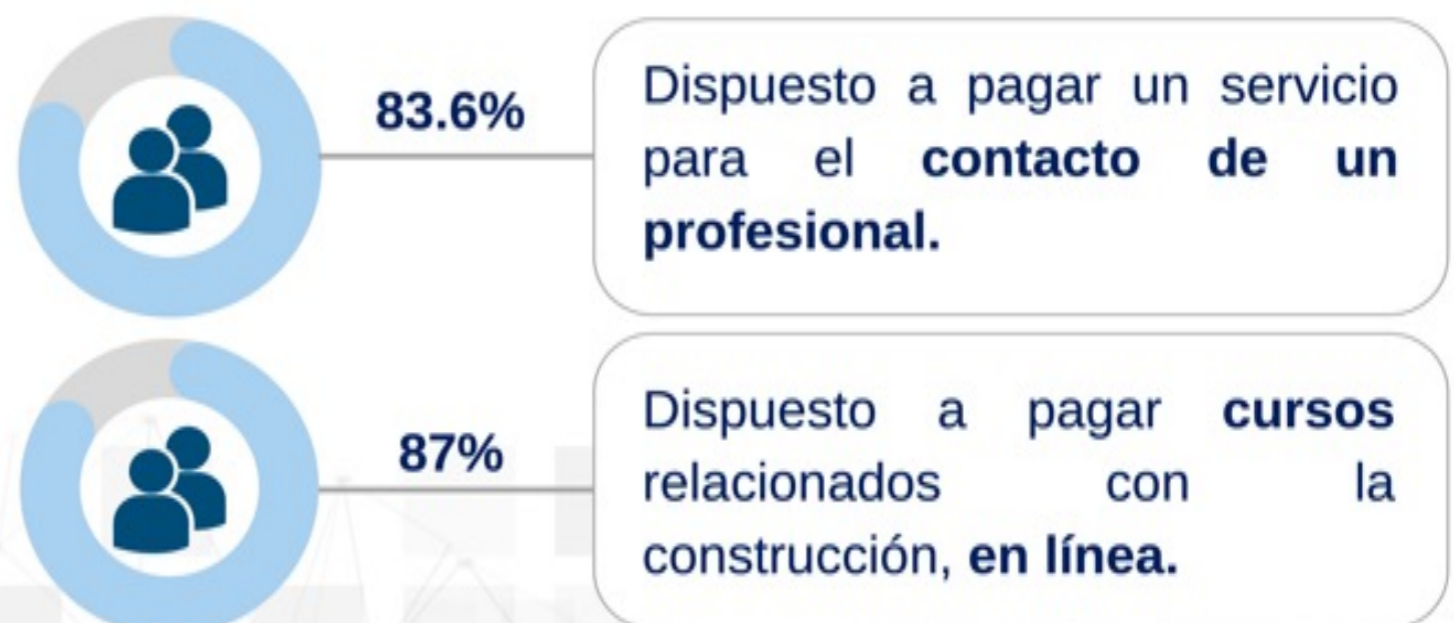 83.6%
Dispuesto a pagar un servicio
para el contacto de un
profesional.
87%
Dispuesto a pagar cursos
relacionados con la
construcción, en línea.